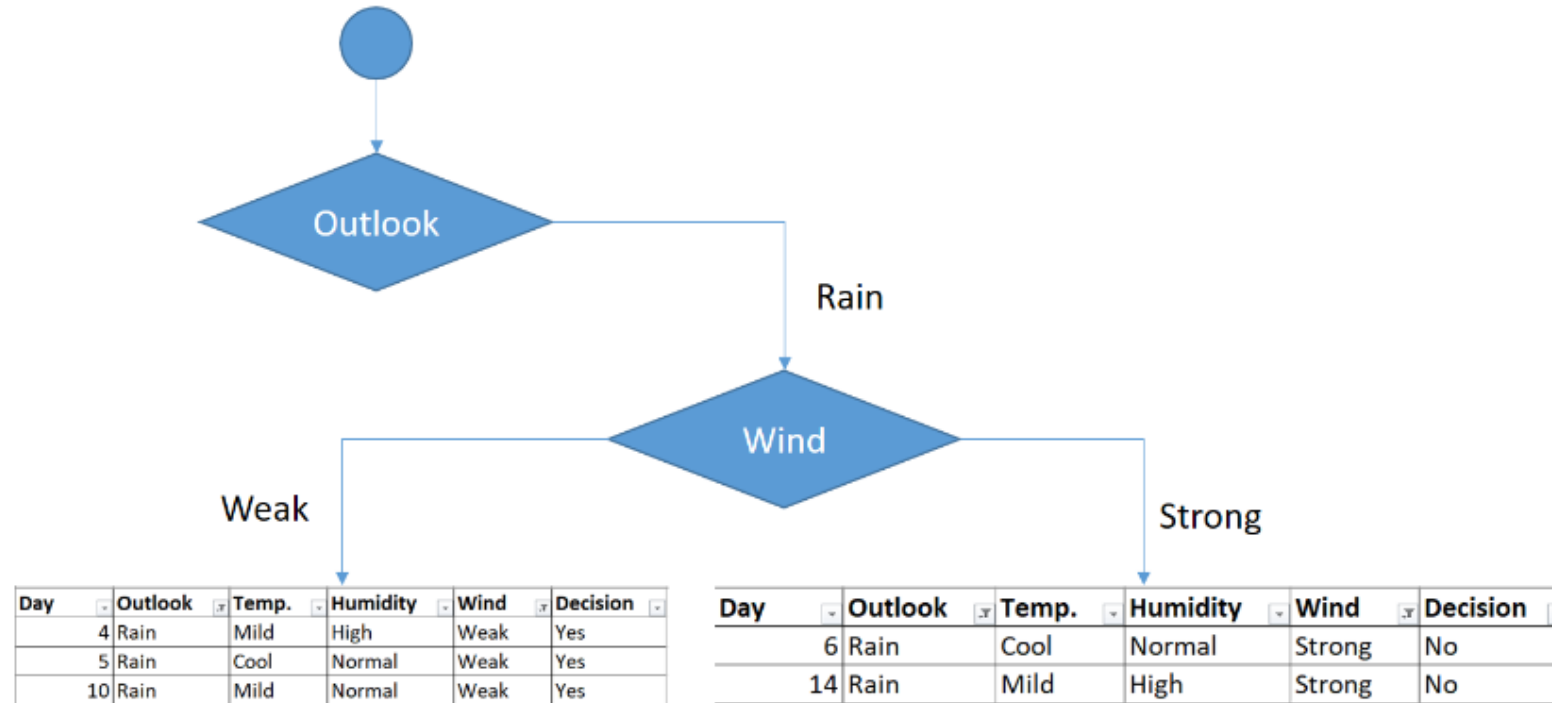 Outlook
Rain
Wind
Weak
Strong
Day Outlook Temp. Humidity Wind Decision
4 Rain Mild High Weak Yes
5 Rain Cool Normal Weak Yes
10 Rain Mild Normal Weak Yes
Day Outlook Temp. Humidity Wind Decision
6 Rain Cool Normal Strong No
14 Rain Mild High Strong No